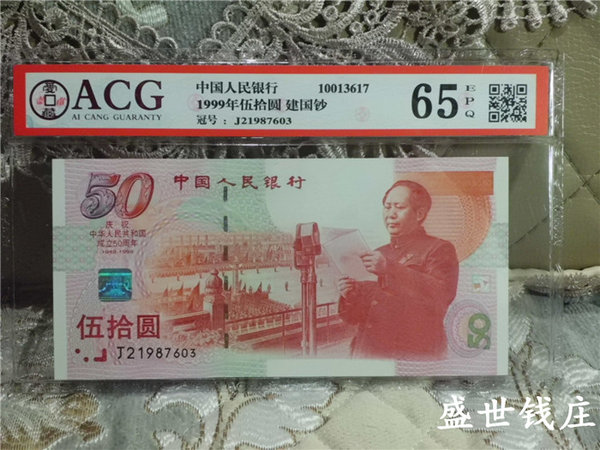 ACG
AI CANG GUARANTY
中国人民银行 10013617
1999年伍拾圆 建国钞
冠号：J21987603
65 EPQ
50
中国人民银行
庆祝
中华人民共和国
成立50周年
1949-1999
伍拾圆
J21987603
50
盛世钱庄